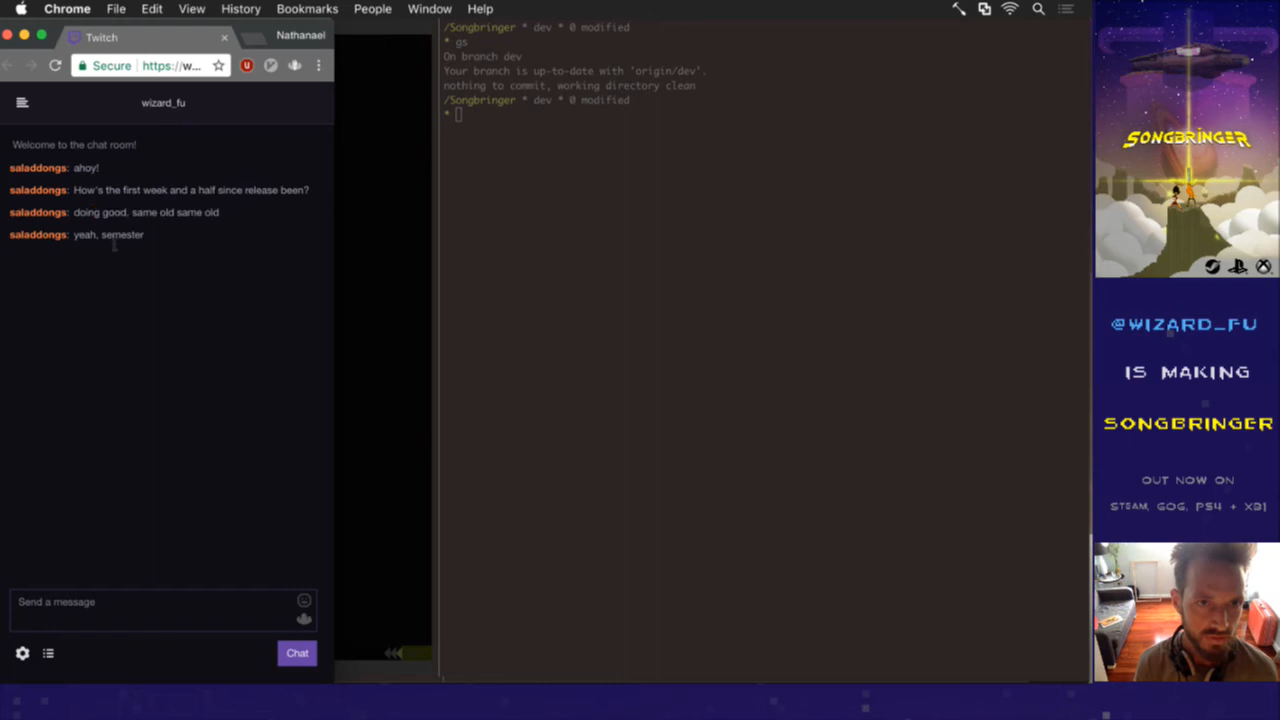 Chrome File Edit View History Bookmarks People Window Help
Twitch
Nathanael
Secure https://w...
wizard_fu
Welcome to the chat room!
saladdongs: ahoy!
saladdongs: How's the first week and a half since release been?
saladdongs: doing good. same old same old
saladdongs: yeah, semester
Send a message
Chat
/Songbringer * dev * 0 modified
* gs
On branch dev
Your branch is up-to-date with 'origin/dev'.
nothing to commit, working directory clean
/Songbringer * dev * 0 modified
*
SONGBRINGER
@WIZARD_FU
IS MAKING
SONGBRINGER
OUT NOW ON
STEAM, GOG, PS4 + XB1